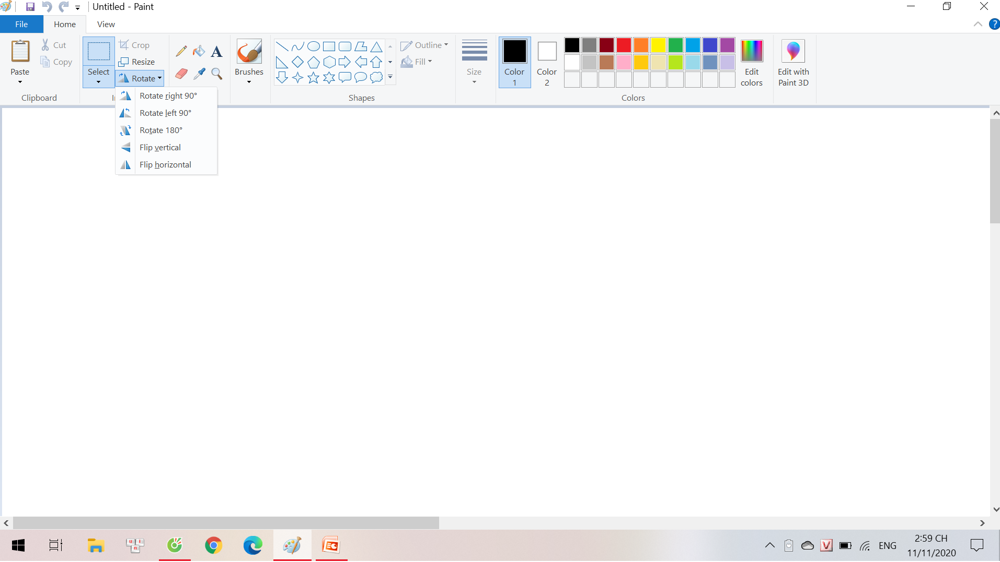 Untitled - Paint
File Home View
Paste
Cut
Copy
Clipboard
Select
Crop
Resize
Rotate
A
Brushes
Shapes
Outline
Fill
Size
Color 1
Color 2
Colors
Edit colors
Edit with Paint 3D
Rotate right 90°
Rotate left 90°
Rotate 180°
Flip vertical
Flip horizontal
ENG
2:59 CH
11/11/2020